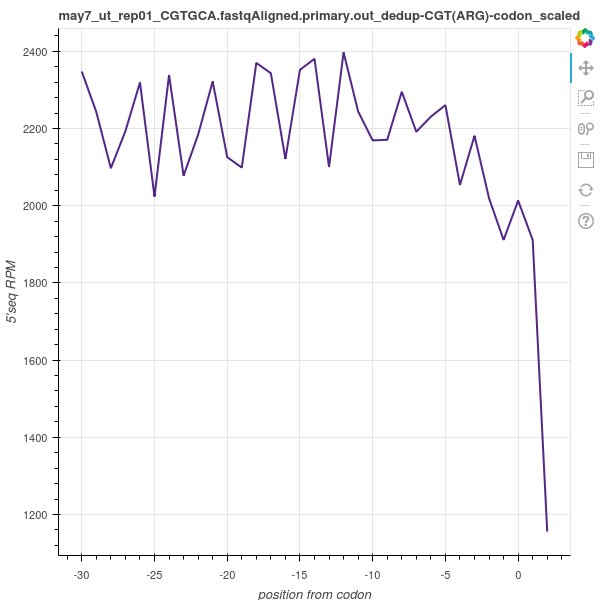 may7_ut_rep01_CGTGCA.fastqAligned.primary.out_dedup-CGT(ARG)-codon_scaled
2400
2200
2000
1800
1600
1400
1200
5'seq RPM
-30 -25 -20 -15 -10 -5 0
position from codon